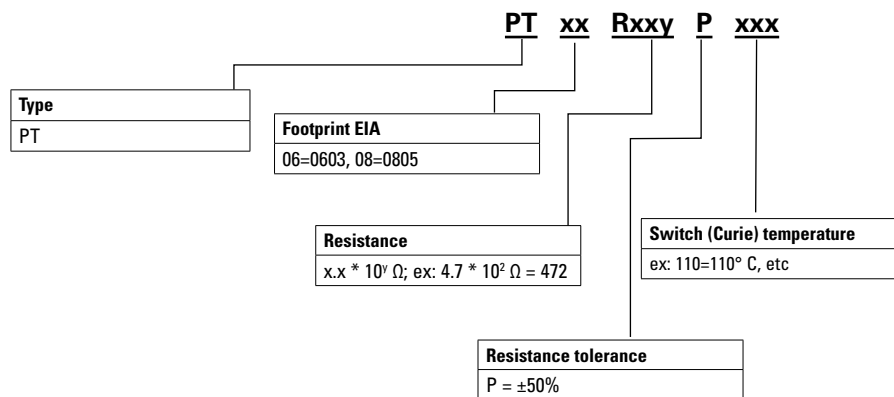 PT xx Rxxy P xxx
Type
PT
Footprint EIA
06=0603, 08=0805
Resistance
x.x * 10ʸ Ω; ex: 4.7 * 10² Ω = 472
Switch (Curie) temperature
ex: 110=110° C, etc
Resistance tolerance
P = ±50%